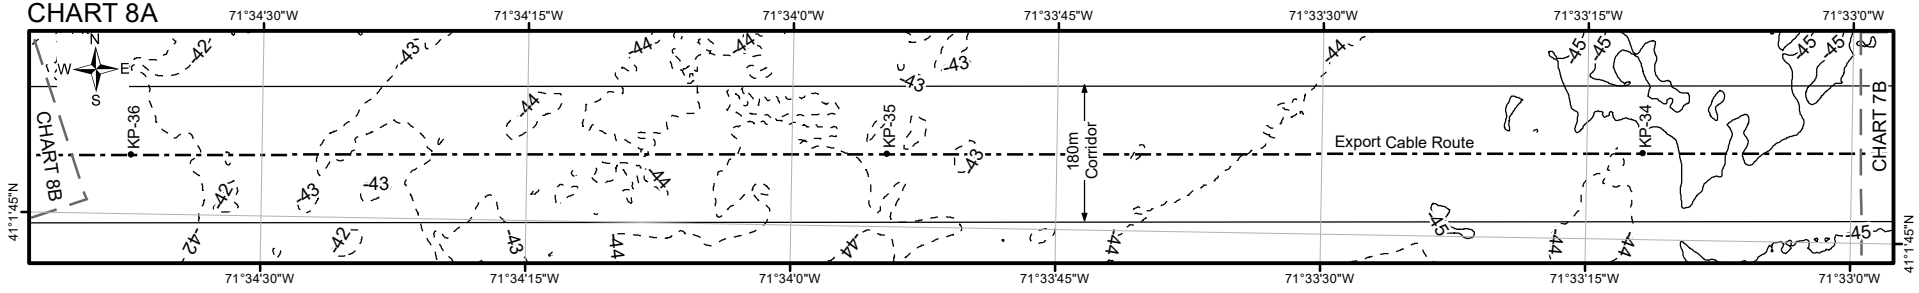 CHART 8A
71°34'30"W 71°34'15"W 71°34'0"W 71°33'45"W 71°33'30"W 71°33'15"W 71°33'0"W
N
W E
S
-42 -43 -44 -44 -43 -43 -44 -45 -45 -45 -45
CHART 8B
KP-36
-44
KP-35
180m
Corridor
Export Cable Route
KP-34
CHART 7B
-42 -43 -43 -44 -43
-45
-45
41°1'45"N
41°1'45"N
-42 -42 -43 -44 -44 -44 -44 -44
71°34'30"W 71°34'15"W 71°34'0"W 71°33'45"W 71°33'30"W 71°33'15"W 71°33'0"W